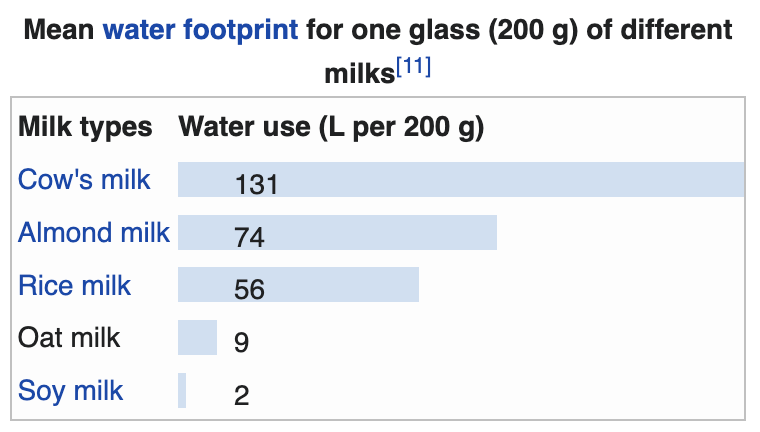 Mean water footprint for one glass (200 g) of different
milks[11]
Milk types Water use (L per 200 g)
Cow's milk 131
Almond milk 74
Rice milk 56
Oat milk 9
Soy milk 2